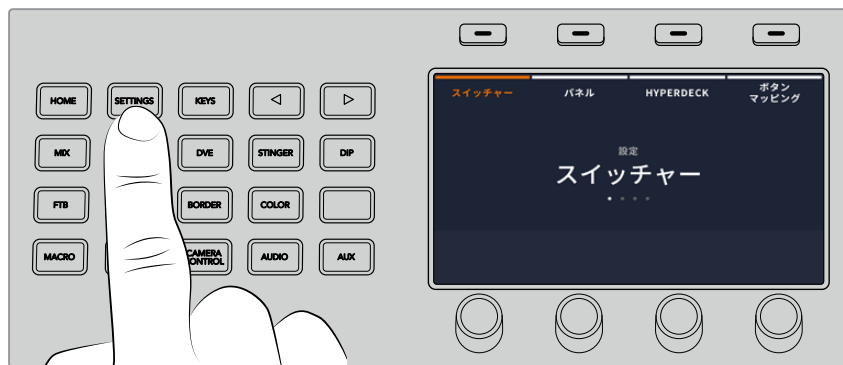 HOME
SETTINGS
KEYS
MIX
DVE
STINGER
DIP
FTB
BORDER
COLOR
MACRO
CAMERA
CONTROL
AUDIO
AUX
スイッチャー
パネル
HYPERDECK
ボタン
マッピング
設定
スイッチャー